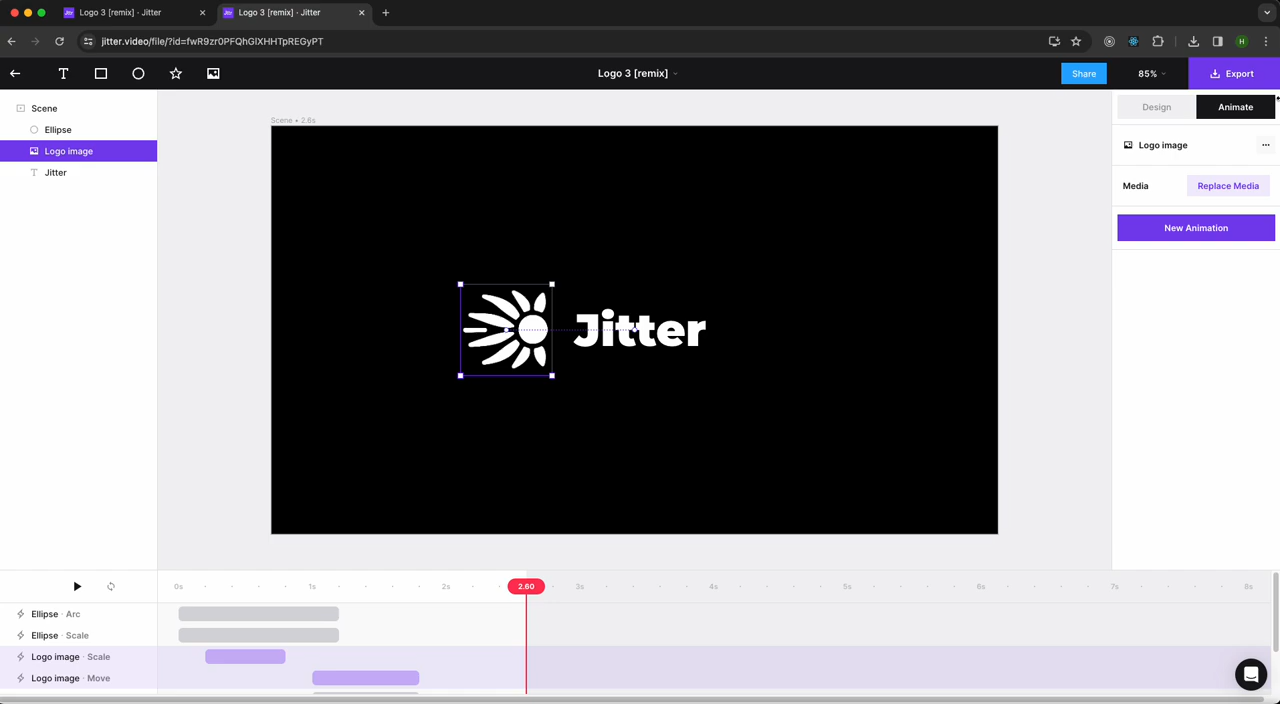 Jittr Logo 3 [remix] · Jitter
Jittr Logo 3 [remix] · Jitter
jitter.video/file/?id=fwR9zr0PFQhGlXHHTpREGyPT
H
T
Logo 3 [remix]
Share
85%
Export
Scene
Ellipse
Logo image
T Jitter
Scene • 2.6s
Jitter
Design
Animate
Logo image
Media
Replace Media
New Animation
0s
1s
2s
2.60
3s
4s
5s
6s
7s
8s
Ellipse · Arc
Ellipse · Scale
Logo image · Scale
Logo image · Move